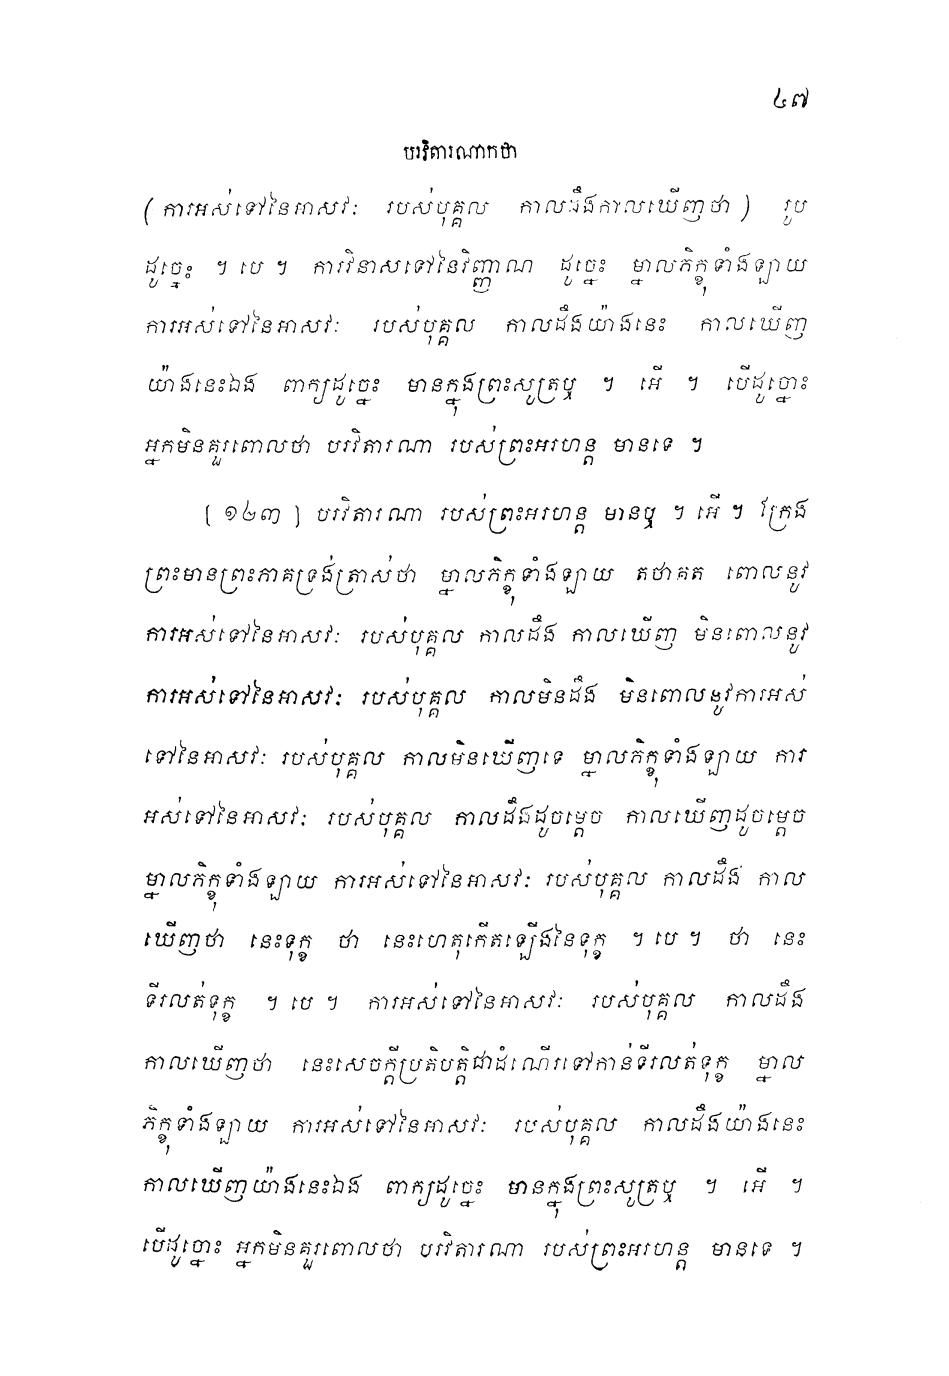 ៤៧
បរវិតារណាកថា
( ការអស់ទៅនៃអាសវៈ របស់បុគ្គល កាលដឹងកាលឃើញថា ) រូប
ដូច្នេះ ។ បេ ។ ការវិនាសទៅនៃវិញ្ញាណ ដូច្នេះ ម្នាលភិក្ខុទាំងឡាយ
ការអស់ទៅនៃអាសវៈ របស់បុគ្គល កាលដឹងយ៉ាងនេះ កាលឃើញ
យ៉ាងនេះឯង ពាក្យដូច្នេះ មានក្នុងព្រះសូត្រឬ ។ អើ ។ បើដូច្នោះ
អ្នកមិនគួរពោលថា បរវិតារណា របស់ព្រះអរហន្ត មានទេ ។
[ ១៤៣ ] បរវិតារណា របស់ព្រះអរហន្ត មានឬ ។ អើ ។ ក្រែង
ព្រះមានព្រះភាគទ្រង់ត្រាស់ថា ម្នាលភិក្ខុទាំងឡាយ តថាគត ពោលនូវ
ការអស់ទៅនៃអាសវៈ របស់បុគ្គល កាលដឹង កាលឃើញ មិនពោលនូវ
ការអស់ទៅនៃអាសវៈ របស់បុគ្គល កាលមិនដឹង មិនពោលនូវការអស់
ទៅនៃអាសវៈ របស់បុគ្គល កាលមិនឃើញទេ ម្នាលភិក្ខុទាំងឡាយ ការ
អស់ទៅនៃអាសវៈ របស់បុគ្គល កាលដឹងដូចម្តេច កាលឃើញដូចម្តេច
ម្នាលភិក្ខុទាំងឡាយ ការអស់ទៅនៃអាសវៈ របស់បុគ្គល កាលដឹង កាល
ឃើញថា នេះទុក្ខ ថា នេះហេតុកើតឡើងនៃទុក្ខ ។ បេ ។ ថា នេះ
ទីរលត់ទុក្ខ ។ បេ ។ ការអស់ទៅនៃអាសវៈ របស់បុគ្គល កាលដឹង
កាលឃើញថា នេះសេចក្តីប្រតិបត្តិជាដំណើរទៅកាន់ទីរលត់ទុក្ខ ម្នាល
ភិក្ខុទាំងឡាយ ការអស់ទៅនៃអាសវៈ របស់បុគ្គល កាលដឹងយ៉ាងនេះ
កាលឃើញយ៉ាងនេះឯង ពាក្យដូច្នេះ មានក្នុងព្រះសូត្រឬ ។ អើ ។
បើដូច្នោះ អ្នកមិនគួរពោលថា បរវិតារណា របស់ព្រះអរហន្ត មានទេ ។